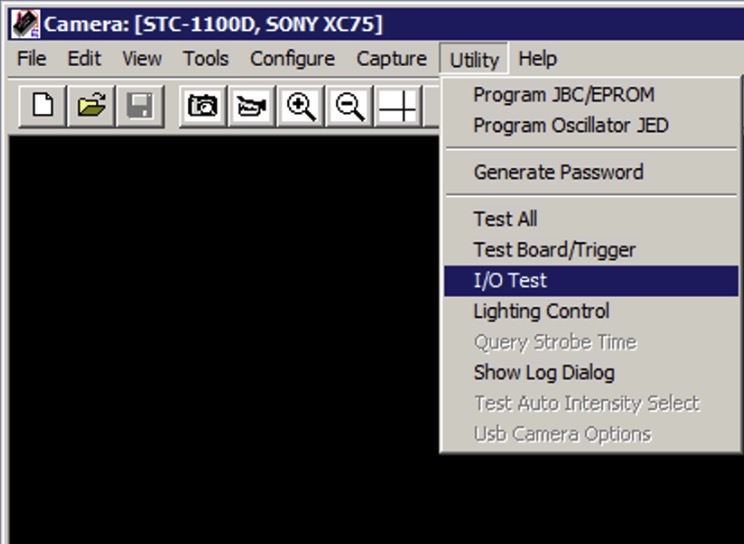 Camera: [STC-1100D, SONY XC75]
File Edit View Tools Configure Capture Utility Help
Program JBC/EPROM
Program Oscillator JED
Generate Password
Test All
Test Board/Trigger
I/O Test
Lighting Control
Query Strobe Time
Show Log Dialog
Test Auto Intensity Select
Usb Camera Options